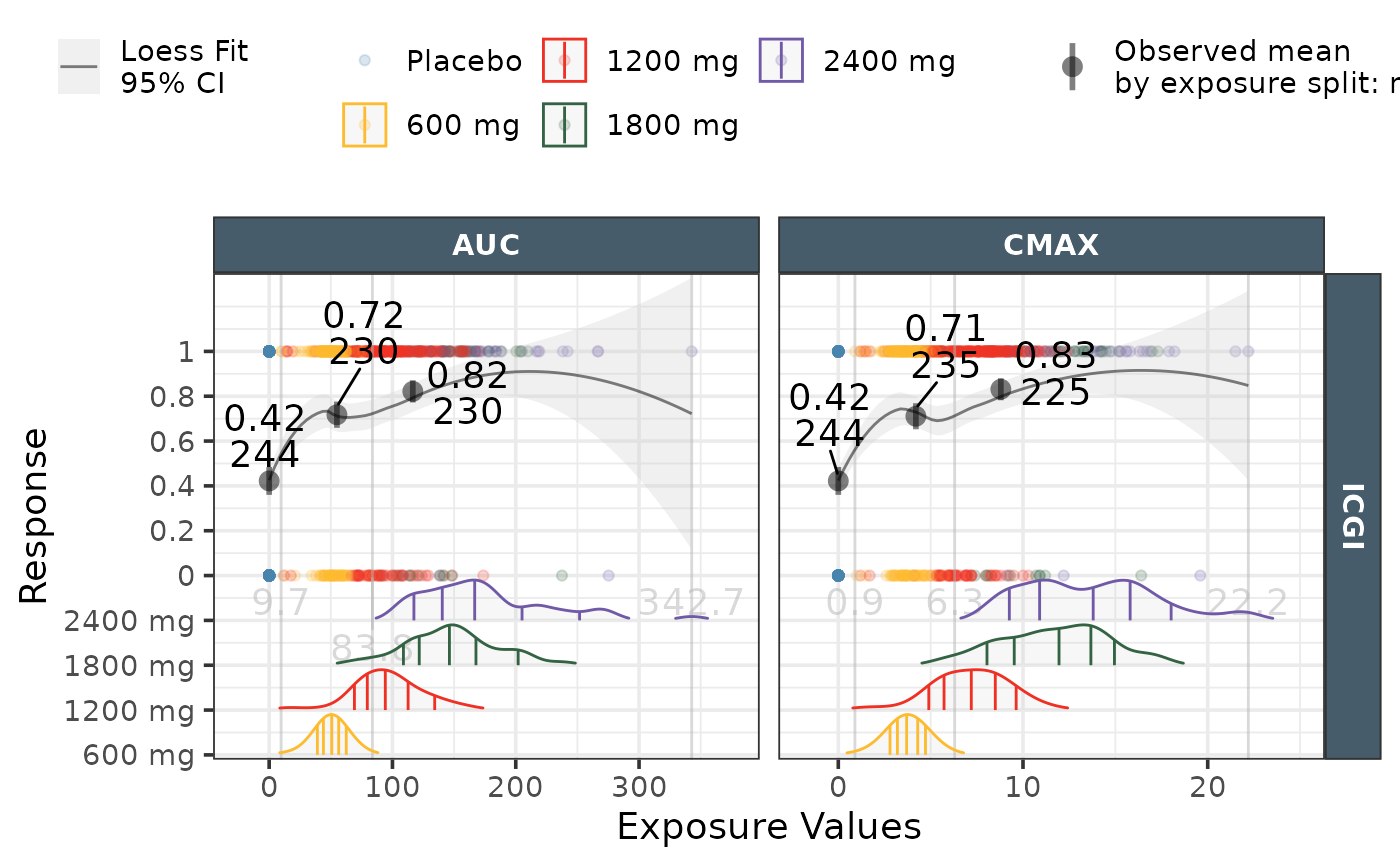 Loess Fit
95% CI
Placebo
600 mg
1200 mg
1800 mg
2400 mg
Observed mean
by exposure split:
AUC
CMAX
ICGI
Response
1
0.8
0.6
0.4
0.2
0
2400 mg
1800 mg
1200 mg
600 mg
0.42
244
0.72
230
0.82
230
9.7
83.8
342.7
0.42
244
0.71
235
0.83
225
0.9
6.3
22.2
0
100
200
300
0
10
20
Exposure Values